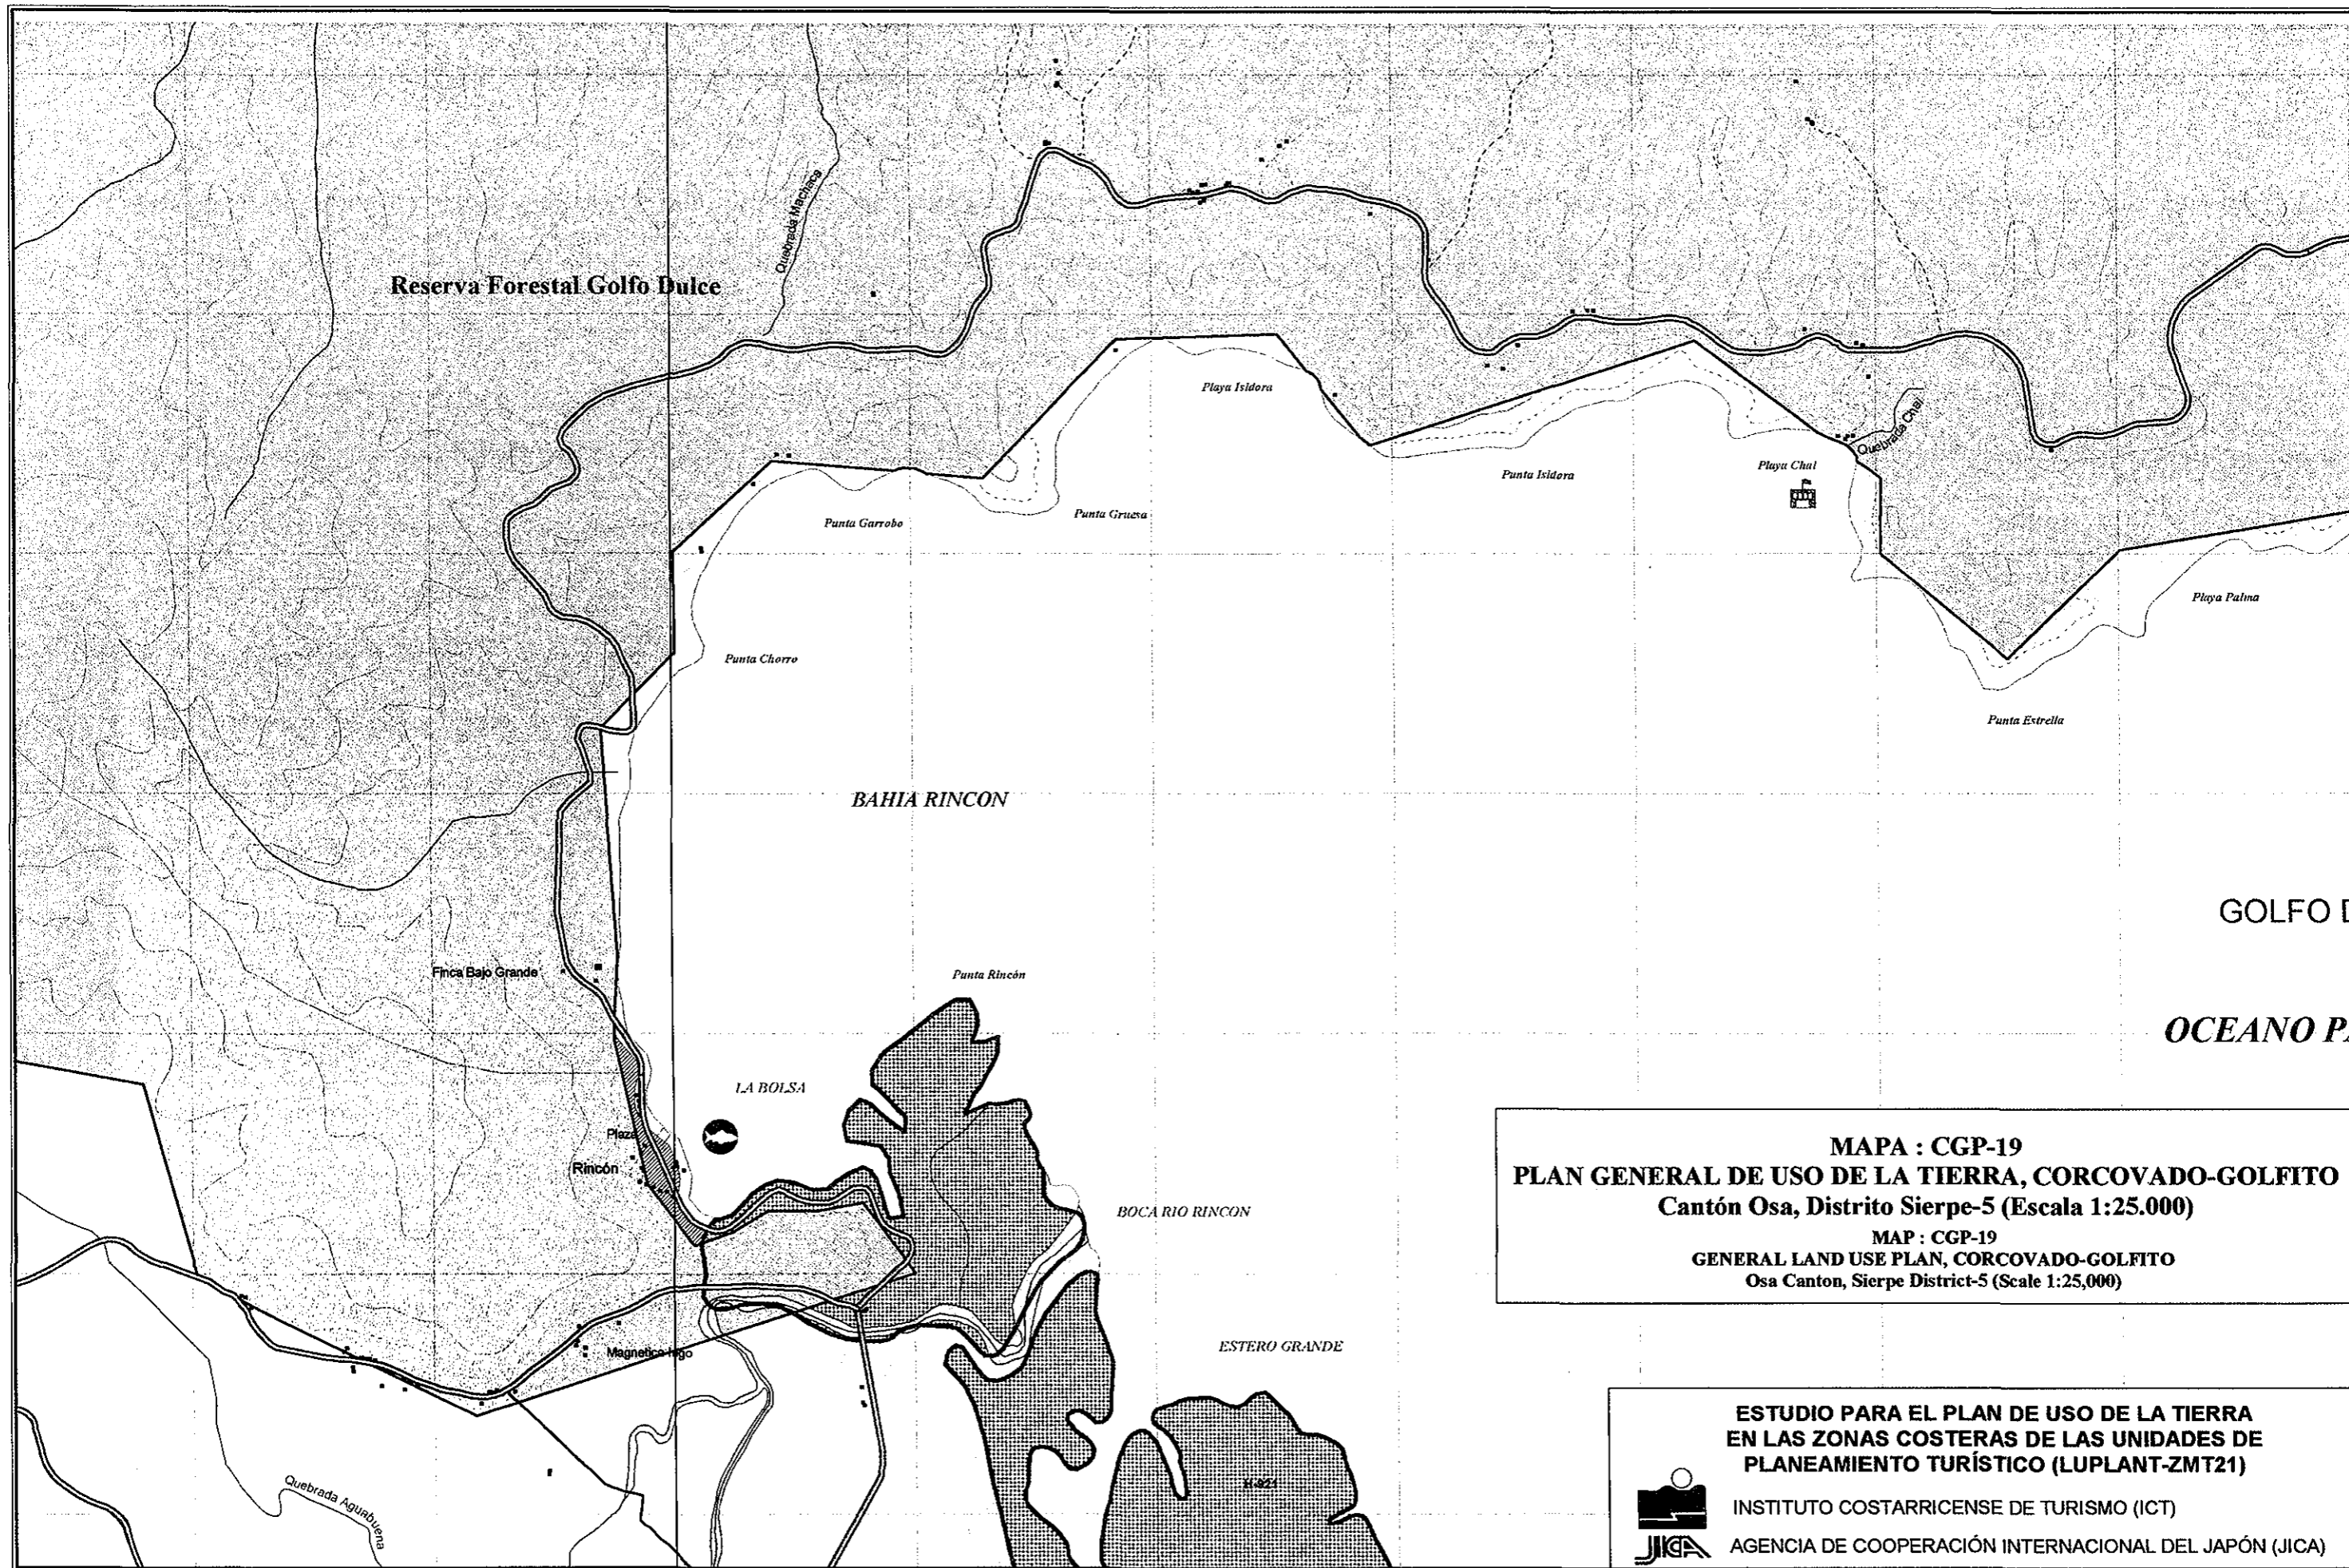 Quebrada Machaca
Reserva Forestal Golfo Dulce
Playa Isidora
Quebrada Chal
Playa Chal
Punta Isidora
Punta Gruesa
Punta Garrobo
Playa Palma
Punta Chorro
Punta Estrella
BAHIA RINCON
GOLFO D
Finca Bajo Grande
Punta Rincón
OCEANO PA
LA BOLSA
Plaza
Rincón
BOCA RIO RINCON
MAPA : CGP-19
PLAN GENERAL DE USO DE LA TIERRA, CORCOVADO-GOLFITO
Cantón Osa, Distrito Sierpe-5 (Escala 1:25.000)
MAP : CGP-19
GENERAL LAND USE PLAN, CORCOVADO-GOLFITO
Osa Canton, Sierpe District-5 (Scale 1:25,000)
ESTERO GRANDE
Quebrada Aguabuena
ESTUDIO PARA EL PLAN DE USO DE LA TIERRA
EN LAS ZONAS COSTERAS DE LAS UNIDADES DE
PLANEAMIENTO TURÍSTICO (LUPLANT-ZMT21)
INSTITUTO COSTARRICENSE DE TURISMO (ICT)
JICA AGENCIA DE COOPERACIÓN INTERNACIONAL DEL JAPÓN (JICA)